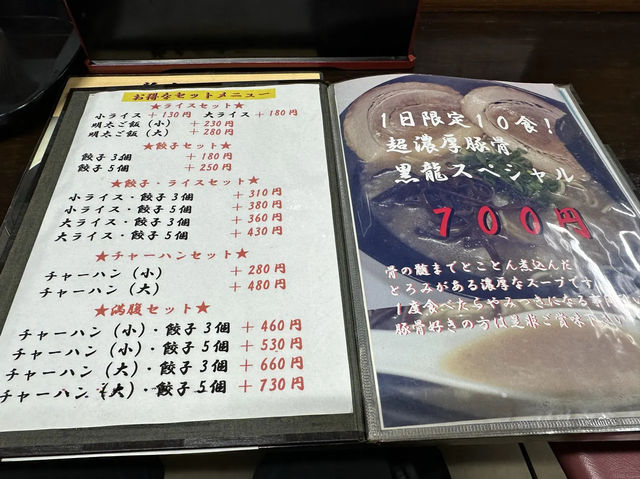 お得なセットメニュー
★ライスセット★
小ライス +130円 大ライス +180円
明太ご飯(小) +230円
明太ご飯(大) +280円
★餃子セット★
餃子3個 +180円
餃子5個 +250円
★餃子・ライスセット★
小ライス・餃子3個 +310円
小ライス・餃子5個 +380円
大ライス・餃子3個 +360円
大ライス・餃子5個 +430円
★チャーハンセット★
チャーハン(小) +280円
チャーハン(大) +480円
★満腹セット★
チャーハン(小)・餃子3個 +460円
チャーハン(小)・餃子5個 +530円
チャーハン(大)・餃子3個 +660円
チャーハン(大)・餃子5個 +730円
1日限定10食!
超濃厚豚骨
黒龍スペシャル
700円
骨の髄までとことん煮込んだ
とろみがある濃厚なスープです
1度食べたらやみつきになる
豚骨好きの方は是非ご賞味下